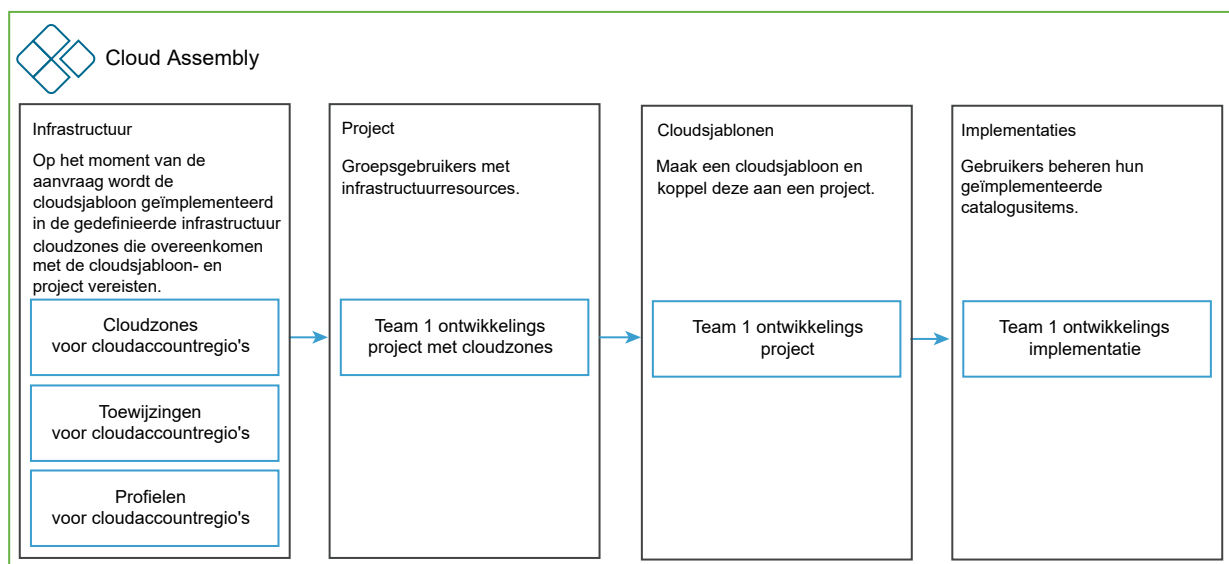 Cloud Assembly
Infrastructuur
Op het moment van de
aanvraag wordt de
cloudsjabloon geïmplementeerd
in de gedefinieerde infrastructuur
cloudzones die overeenkomen
met de cloudsjabloon- en
project vereisten.
Cloudzones
voor cloudaccountregio's
Toewijzingen
voor cloudaccountregio's
Profielen
voor cloudaccountregio's
Project
Groepsgebruikers met
infrastructuurresources.
Team 1 ontwikkelings
project met cloudzones
Cloudsjablonen
Maak een cloudsjabloon en
koppel deze aan een project.
Team 1 ontwikkelings
project
Implementaties
Gebruikers beheren hun
geïmplementeerde
catalogusitems.
Team 1 ontwikkelings
implementatie